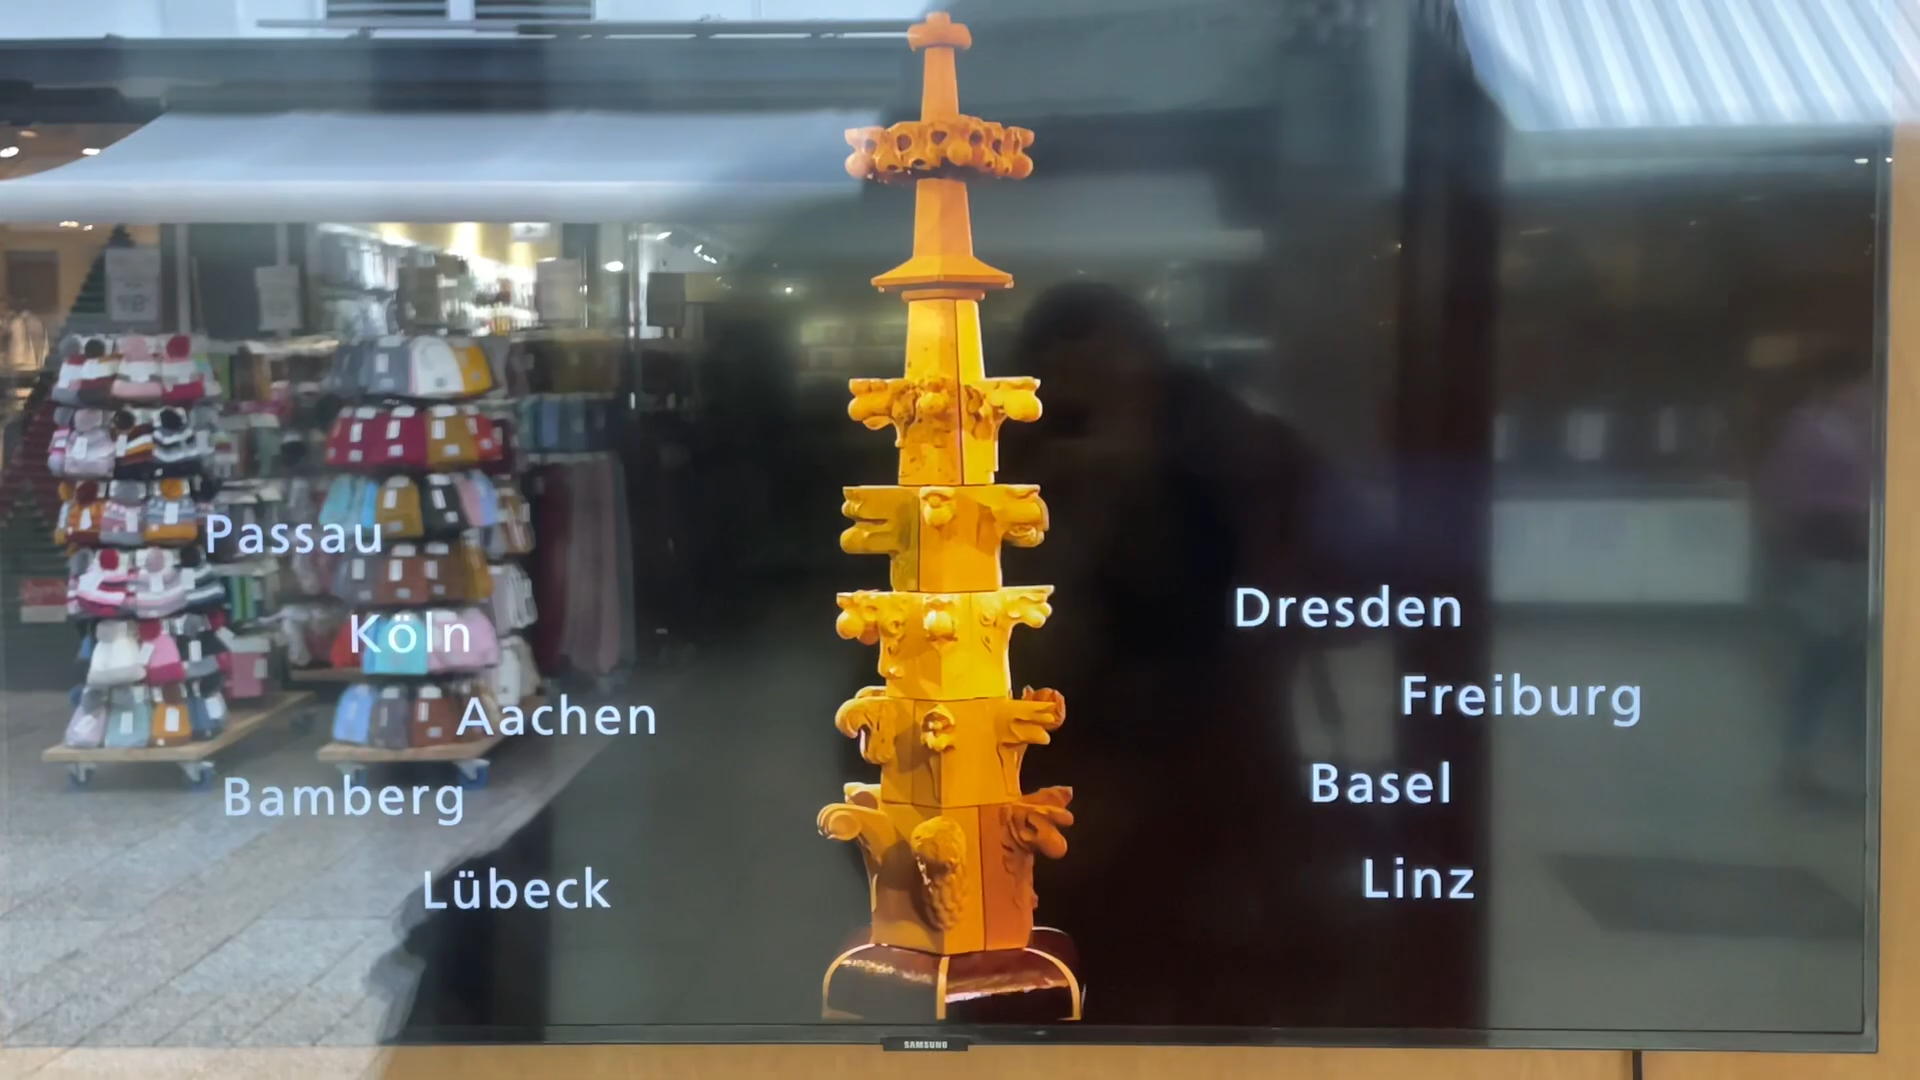 Passau
Köln
Aachen
Bamberg
Lübeck
Dresden
Freiburg
Basel
Linz
SAMSUNG